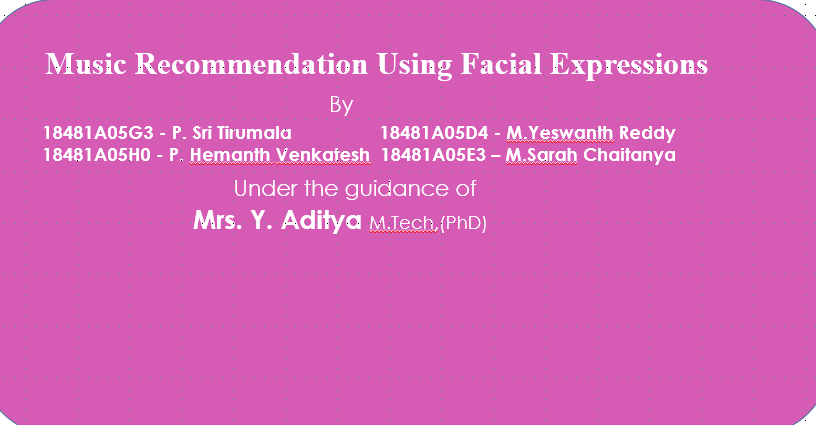 Music Recommendation Using Facial Expressions
By
18481A05G3 - P. Sri Tirumala 18481A05D4 - M.Yeswanth Reddy
18481A05H0 - P. Hemanth Venkatesh 18481A05E3 – M.Sarah Chaitanya
Under the guidance of
Mrs. Y. Aditya M.Tech,(PhD)